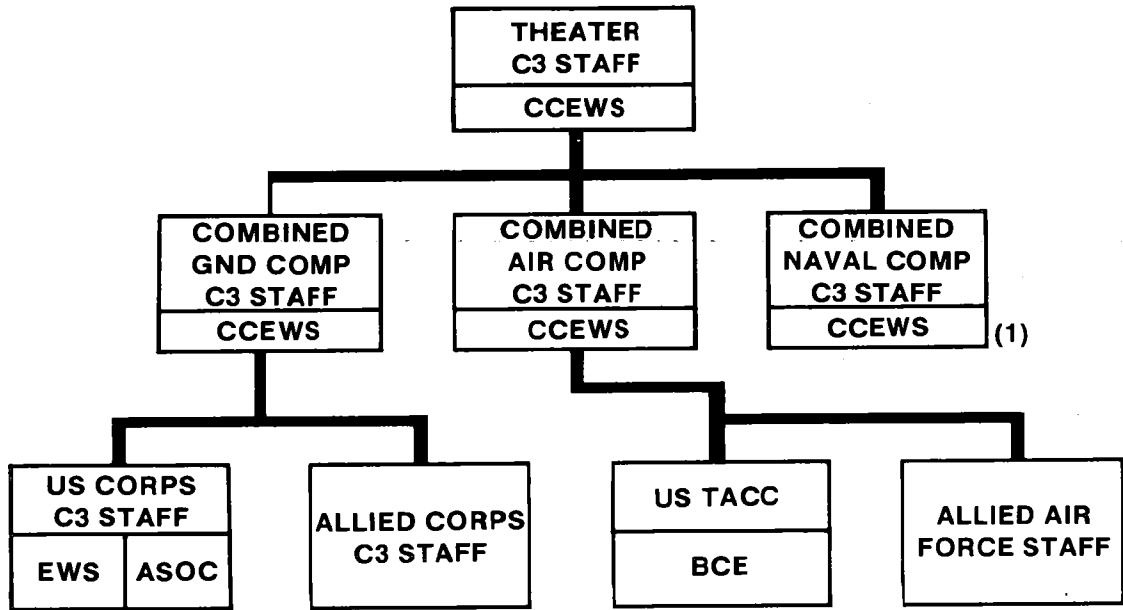 THEATER
C3 STAFF
CCEWS
COMBINED
GND COMP
C3 STAFF
CCEWS
COMBINED
AIR COMP
C3 STAFF
CCEWS
COMBINED
NAVAL COMP
C3 STAFF
CCEWS
(1)
US CORPS
C3 STAFF
EWS
ASOC
ALLIED CORPS
C3 STAFF
US TACC
BCE
ALLIED AIR
FORCE STAFF